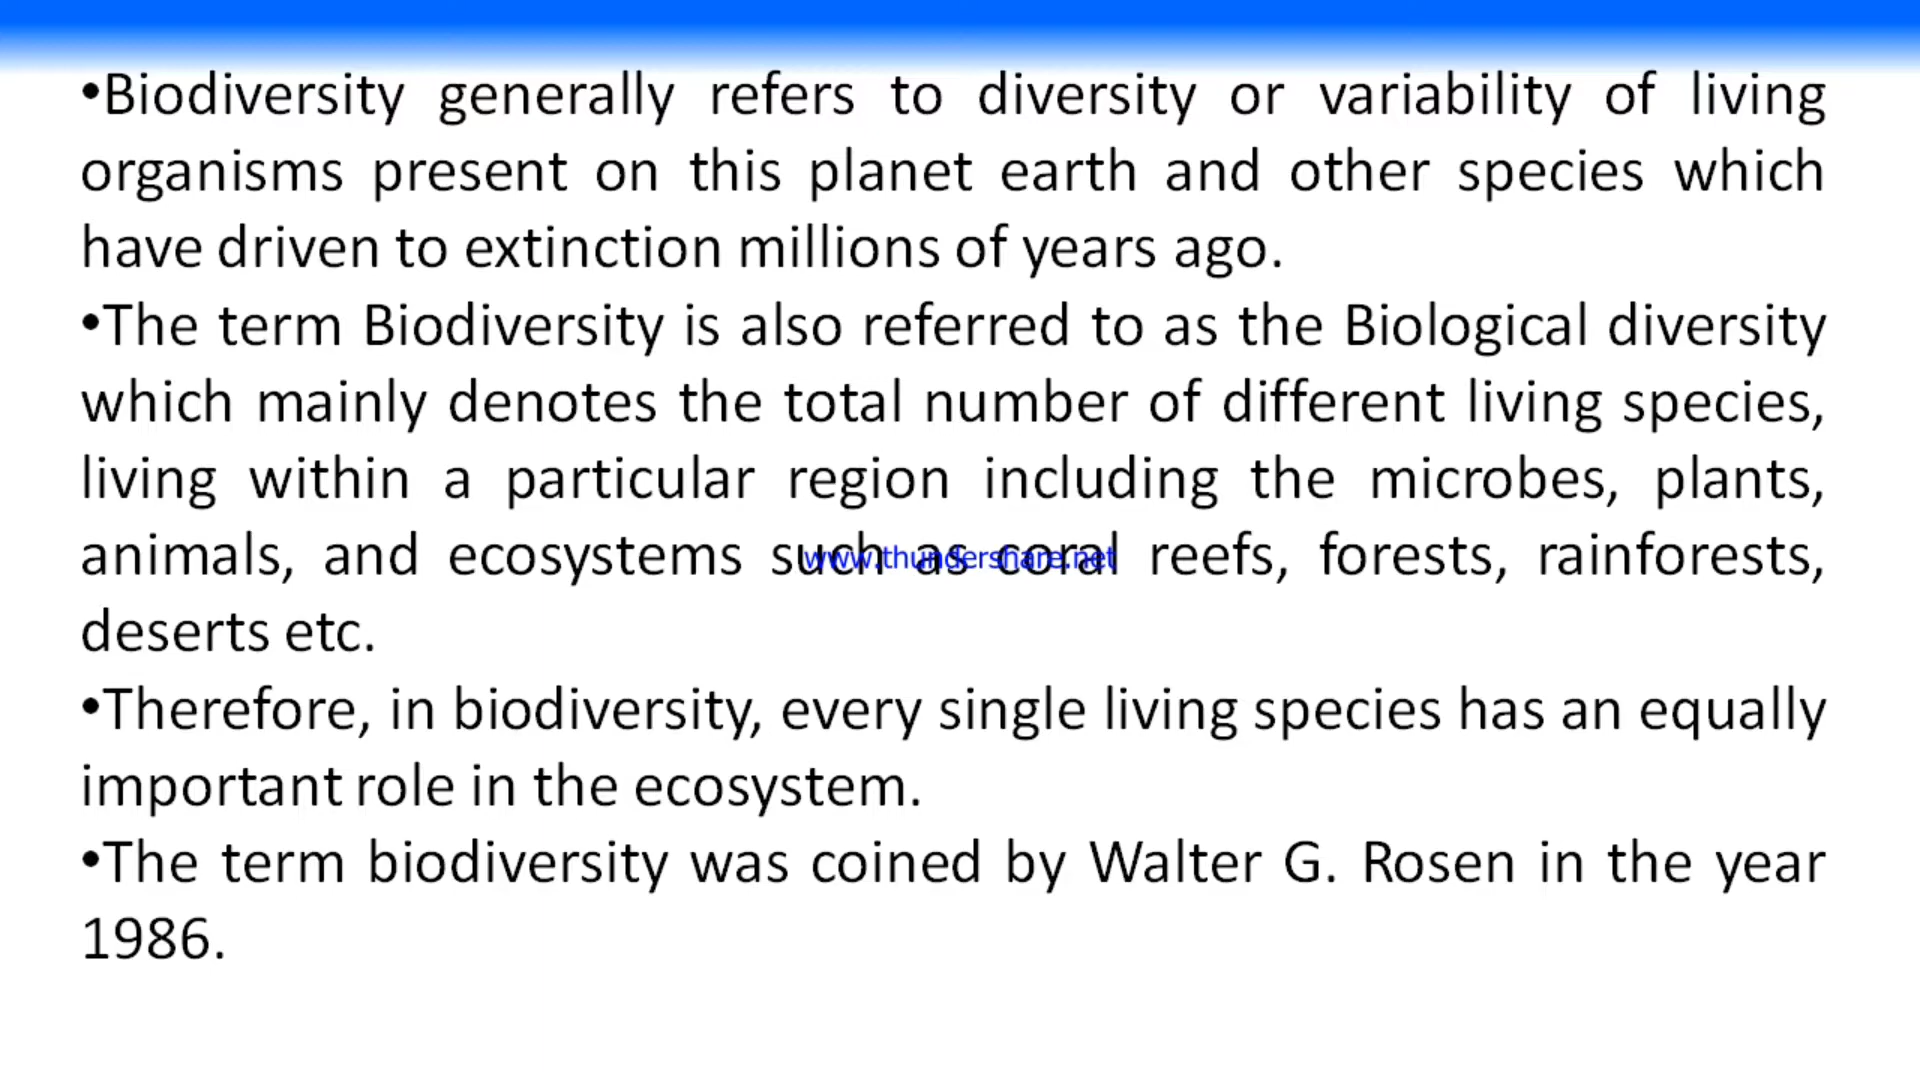 •Biodiversity generally refers to diversity or variability of living
organisms present on this planet earth and other species which
have driven to extinction millions of years ago.
•The term Biodiversity is also referred to as the Biological diversity
which mainly denotes the total number of different living species,
living within a particular region including the microbes, plants,
animals, and ecosystems such as coral reefs, forests, rainforests,
www.thundershare.net
deserts etc.
•Therefore, in biodiversity, every single living species has an equally
important role in the ecosystem.
•The term biodiversity was coined by Walter G. Rosen in the year
1986.